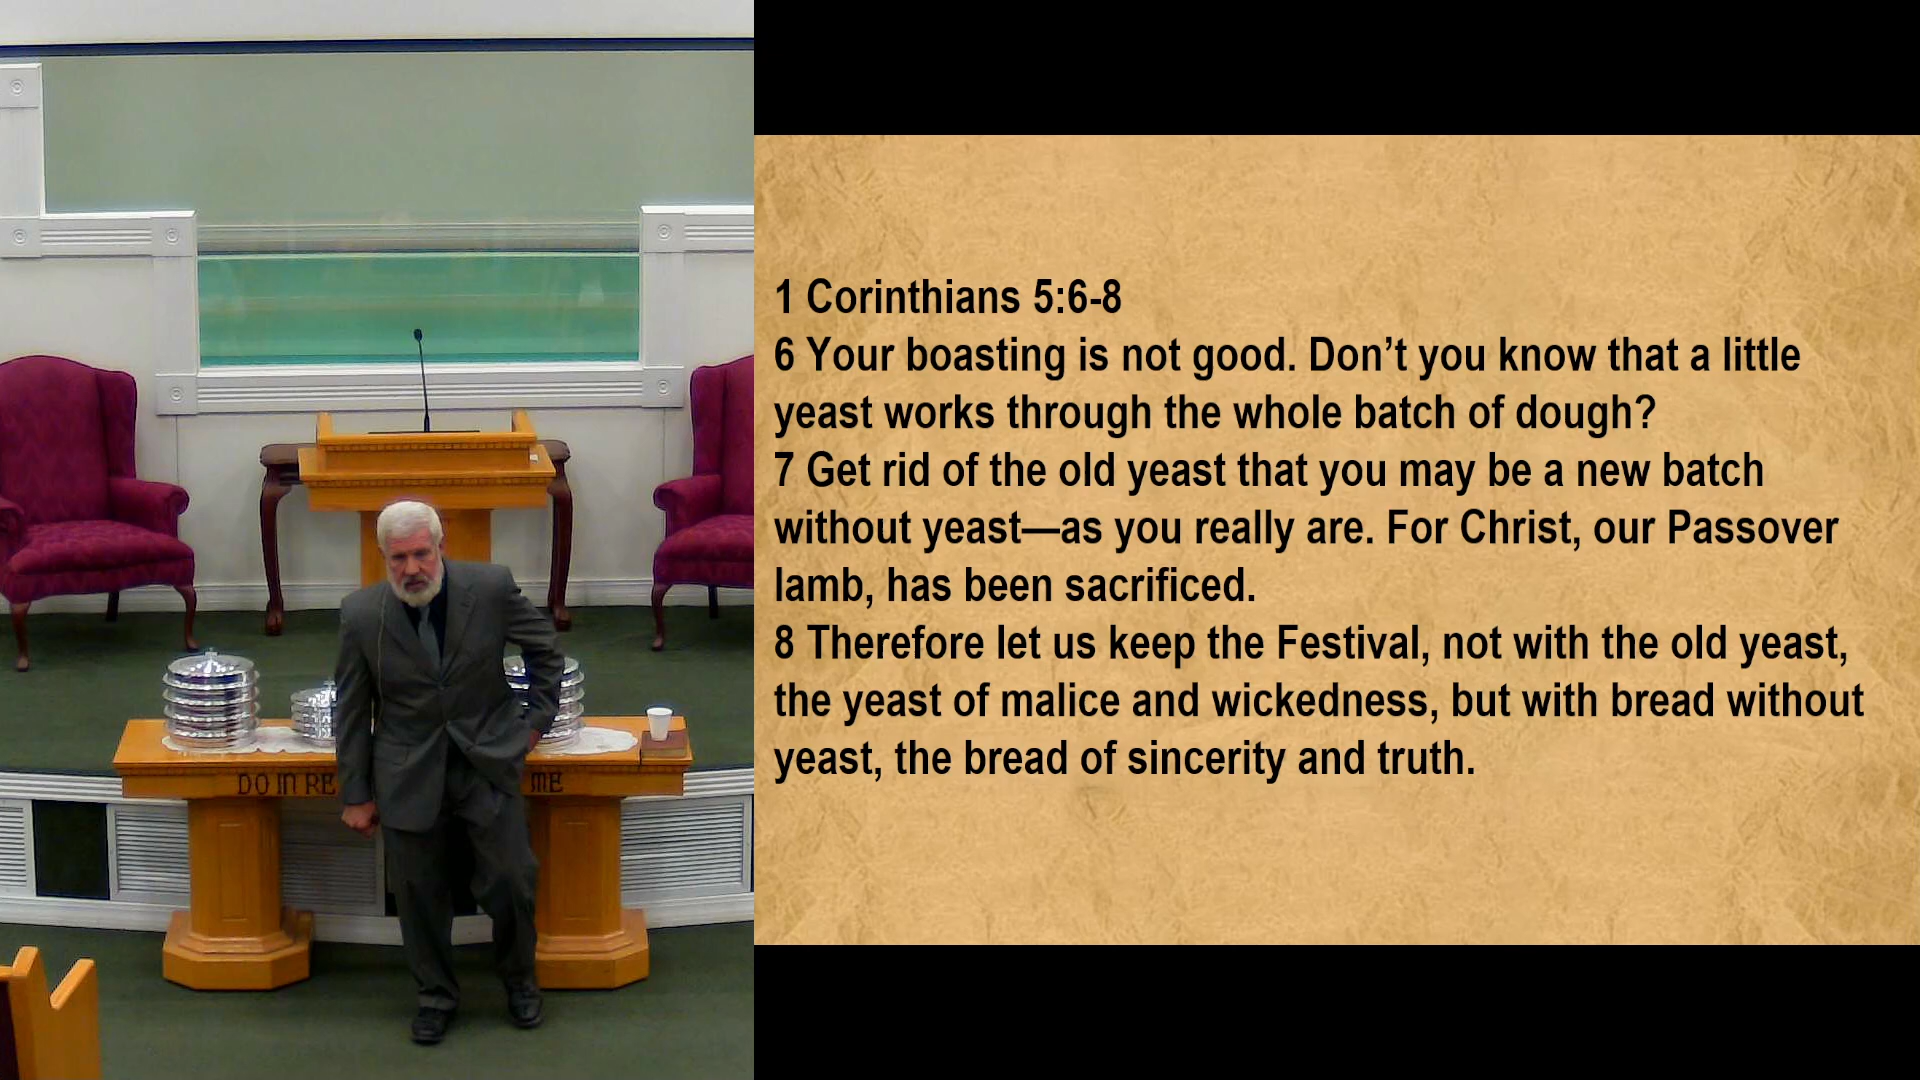 DO IN RE
ME
1 Corinthians 5:6-8
6 Your boasting is not good. Don’t you know that a little
yeast works through the whole batch of dough?
7 Get rid of the old yeast that you may be a new batch
without yeast—as you really are. For Christ, our Passover
lamb, has been sacrificed.
8 Therefore let us keep the Festival, not with the old yeast,
the yeast of malice and wickedness, but with bread without
yeast, the bread of sincerity and truth.